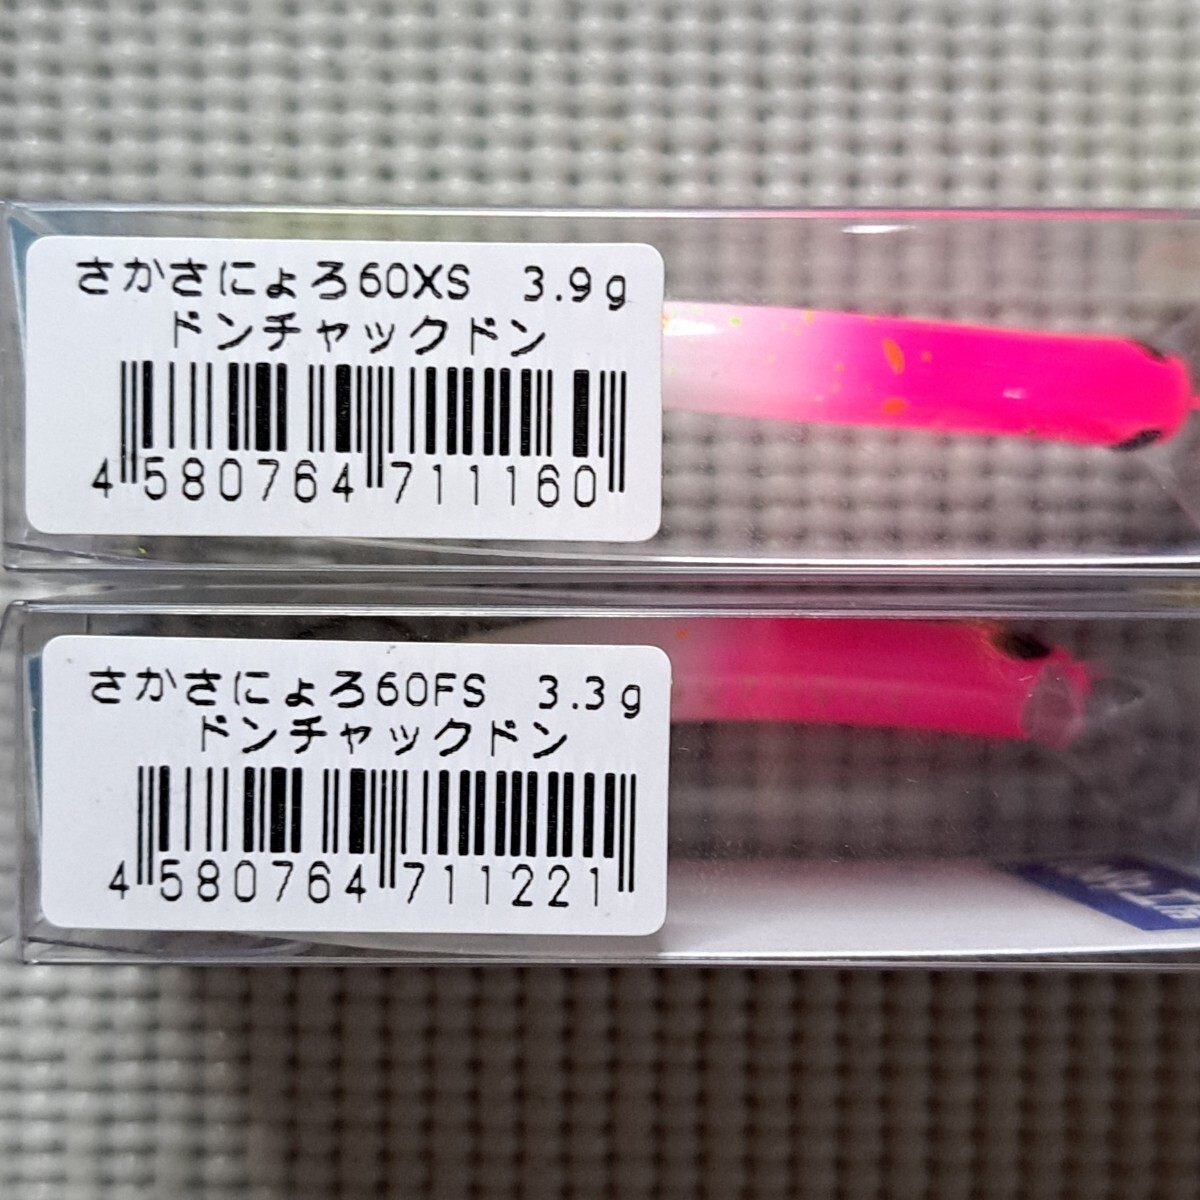 さかさにょろ60XS 3.9g
ドンチャックドン
4 580764 711160
さかさにょろ60FS 3.3g
ドンチャックドン
4 580764 711221